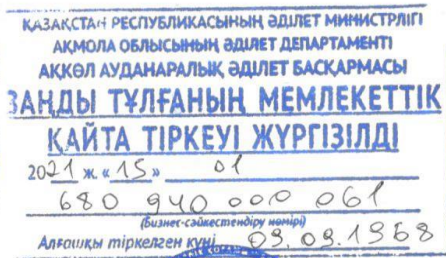 ҚАЗАҚСТАН РЕСПУБЛИКАСЫНЫҢ ӘДІЛЕТ МИНИСТРЛІГІ
АҚМОЛА ОБЛЫСЫНЫҢ ӘДІЛЕТ ДЕПАРТАМЕНТІ
АҚКӨЛ АУДАНАРАЛЫҚ ӘДІЛЕТ БАСҚАРМАСЫ
ЗАҢДЫ ТҰЛҒАНЫҢ МЕМЛЕКЕТТІК
ҚАЙТА ТІРКЕУІ ЖҮРГІЗІЛДІ
2021 ж. «15» 01
680 940 000 061
(Бизнес-сәйкестендіру нөмірі)
Алғашқы тіркелген күні 09.09.1968